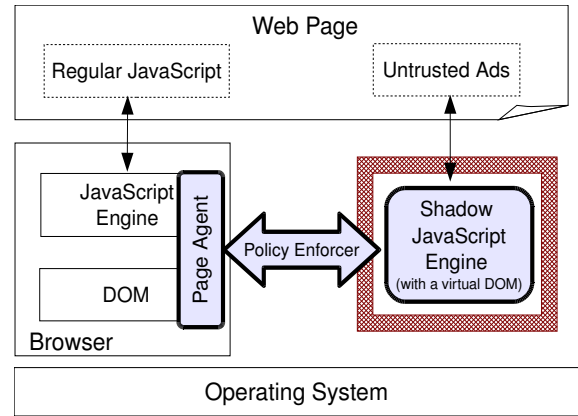 Web Page
Regular JavaScript
Untrusted Ads
JavaScript
Engine
DOM
Page Agent
Browser
Policy Enforcer
Shadow
JavaScript
Engine
(with a virtual DOM)
Operating System